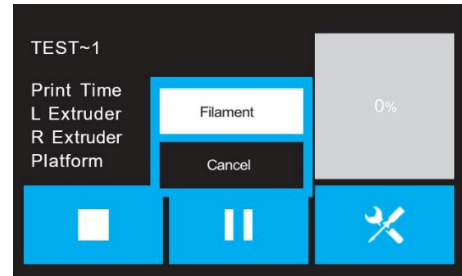 TEST~1
Print Time
L Extruder
R Extruder
Platform
Filament
Cancel
0%